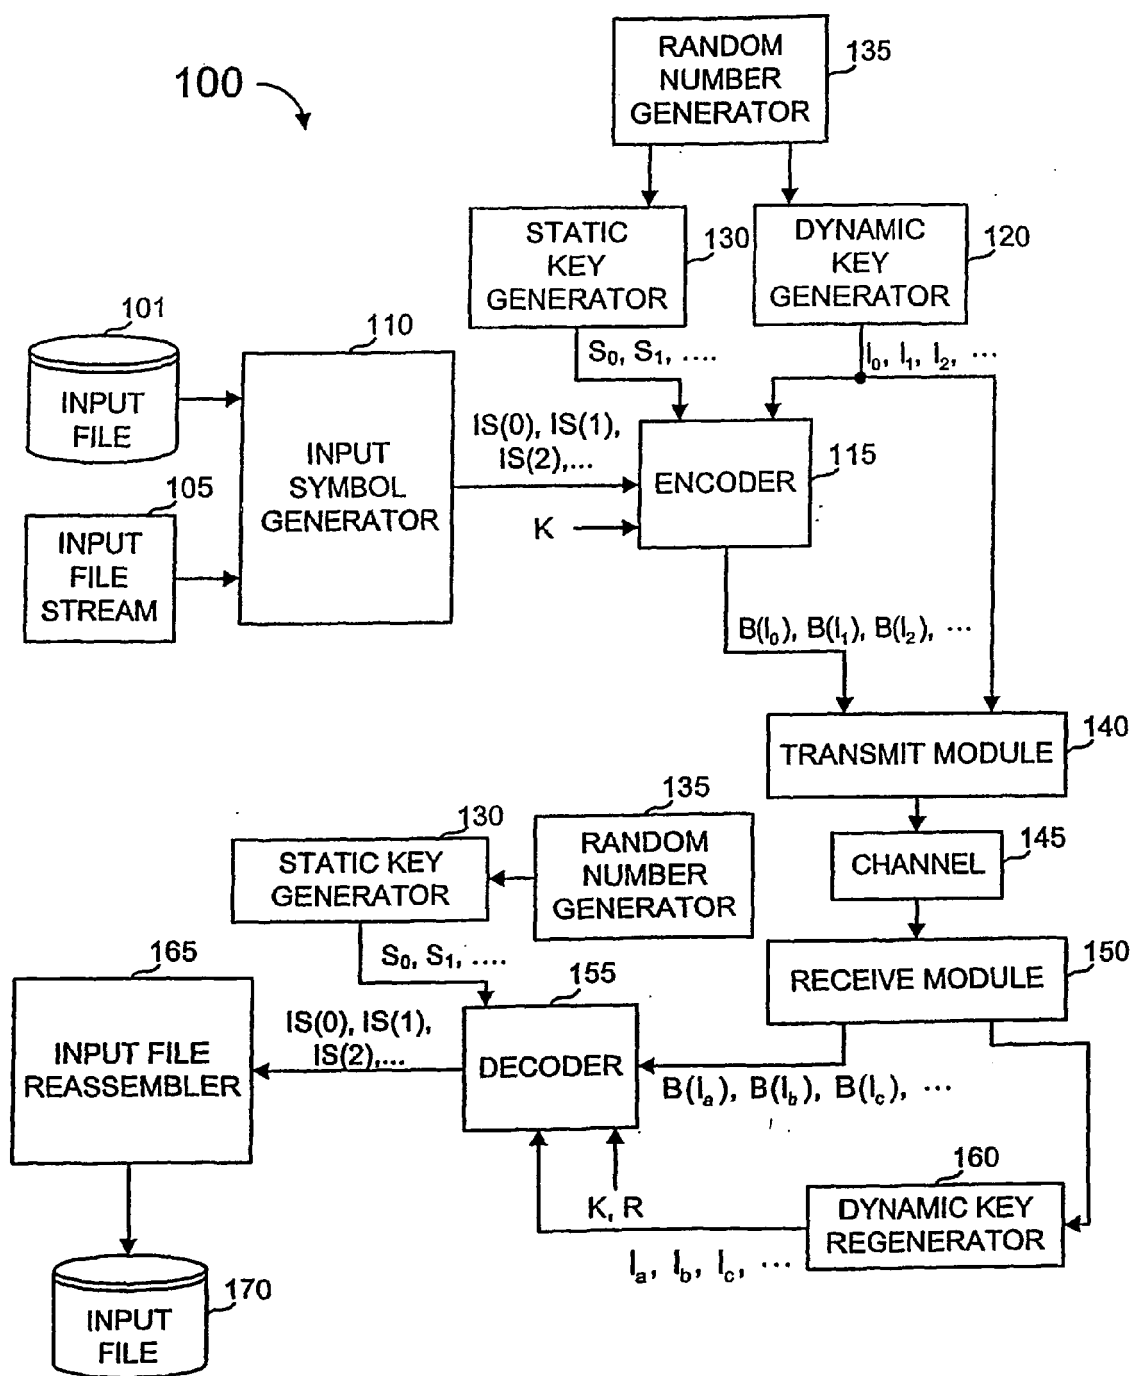 100
RANDOM
NUMBER
GENERATOR
135
STATIC
KEY
GENERATOR
130
DYNAMIC
KEY
GENERATOR
120
S₀, S₁, ....
I₀, I₁, I₂, ...
101
INPUT
FILE
105
INPUT
FILE
STREAM
110
INPUT
SYMBOL
GENERATOR
IS(0), IS(1),
IS(2),...
K
ENCODER
115
B(I₀), B(I₁), B(I₂), ...
TRANSMIT MODULE
140
CHANNEL
145
RECEIVE MODULE
150
130
STATIC KEY
GENERATOR
135
RANDOM
NUMBER
GENERATOR
S₀, S₁, ....
165
INPUT FILE
REASSEMBLER
IS(0), IS(1),
IS(2),...
155
DECODER
B(Iₐ), B(I_b), B(I_c), ...
K, R
160
DYNAMIC KEY
REGENERATOR
Iₐ, I_b, I_c, ...
INPUT
FILE
170